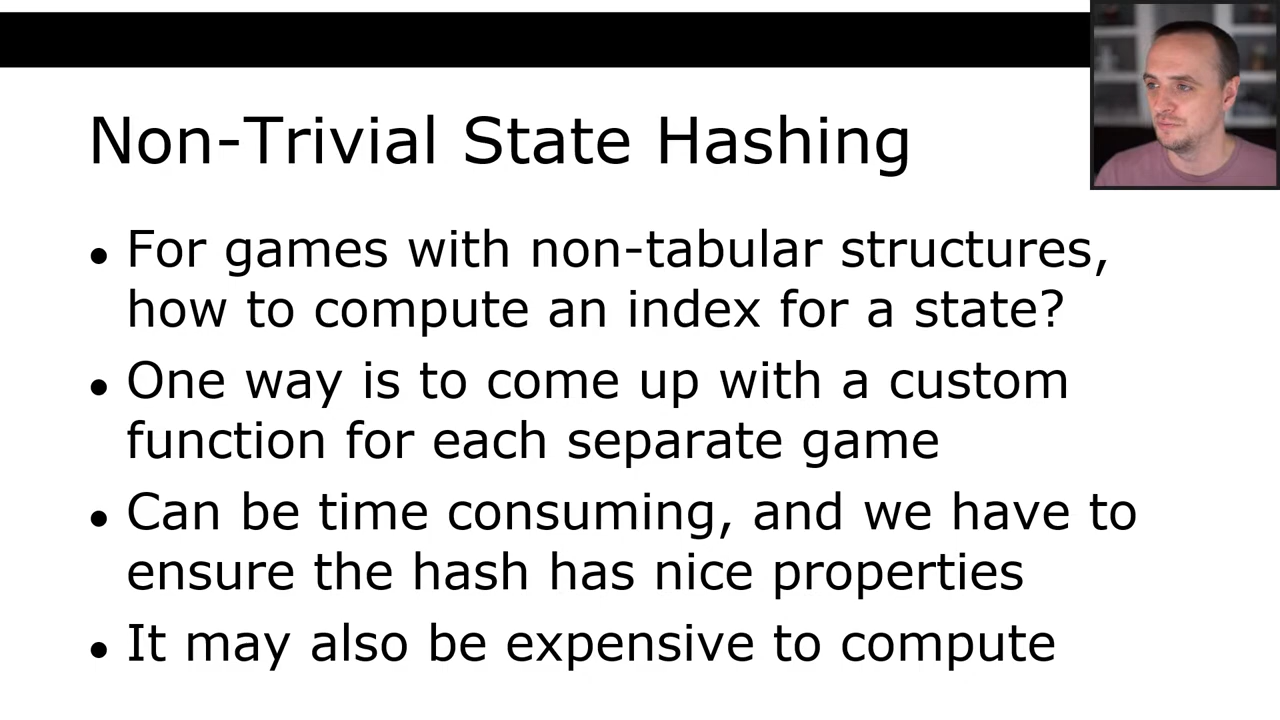 Non-Trivial State Hashing
● For games with non-tabular structures,
how to compute an index for a state?
● One way is to come up with a custom
function for each separate game
● Can be time consuming, and we have to
ensure the hash has nice properties
● It may also be expensive to compute